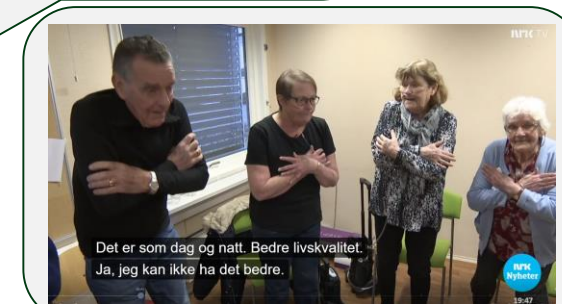 NRK TV
Det er som dag og natt. Bedre livskvalitet.
Ja, jeg kan ikke ha det bedre.
NRK
Nyheter
19:47